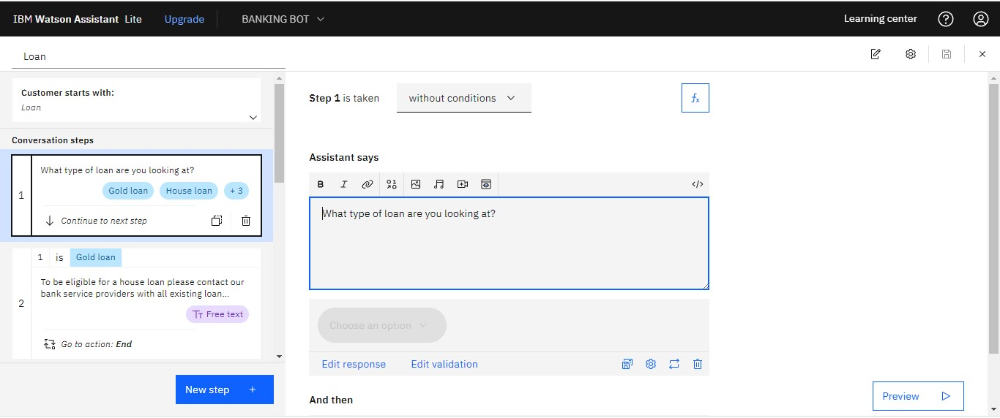 IBM Watson Assistant Lite Upgrade BANKING BOT Learning center
Loan
Customer starts with:
Loan
Conversation steps
1
What type of loan are you looking at?
Gold loan House loan + 3
Continue to next step
2
1 is Gold loan
To be eligible for a house loan please contact our
bank service providers with all existing loan...
Free text
Go to action: End
New step +
Step 1 is taken without conditions
fx
Assistant says
B I </>
What type of loan are you looking at?
Choose an option
Edit response Edit validation
And then
Preview